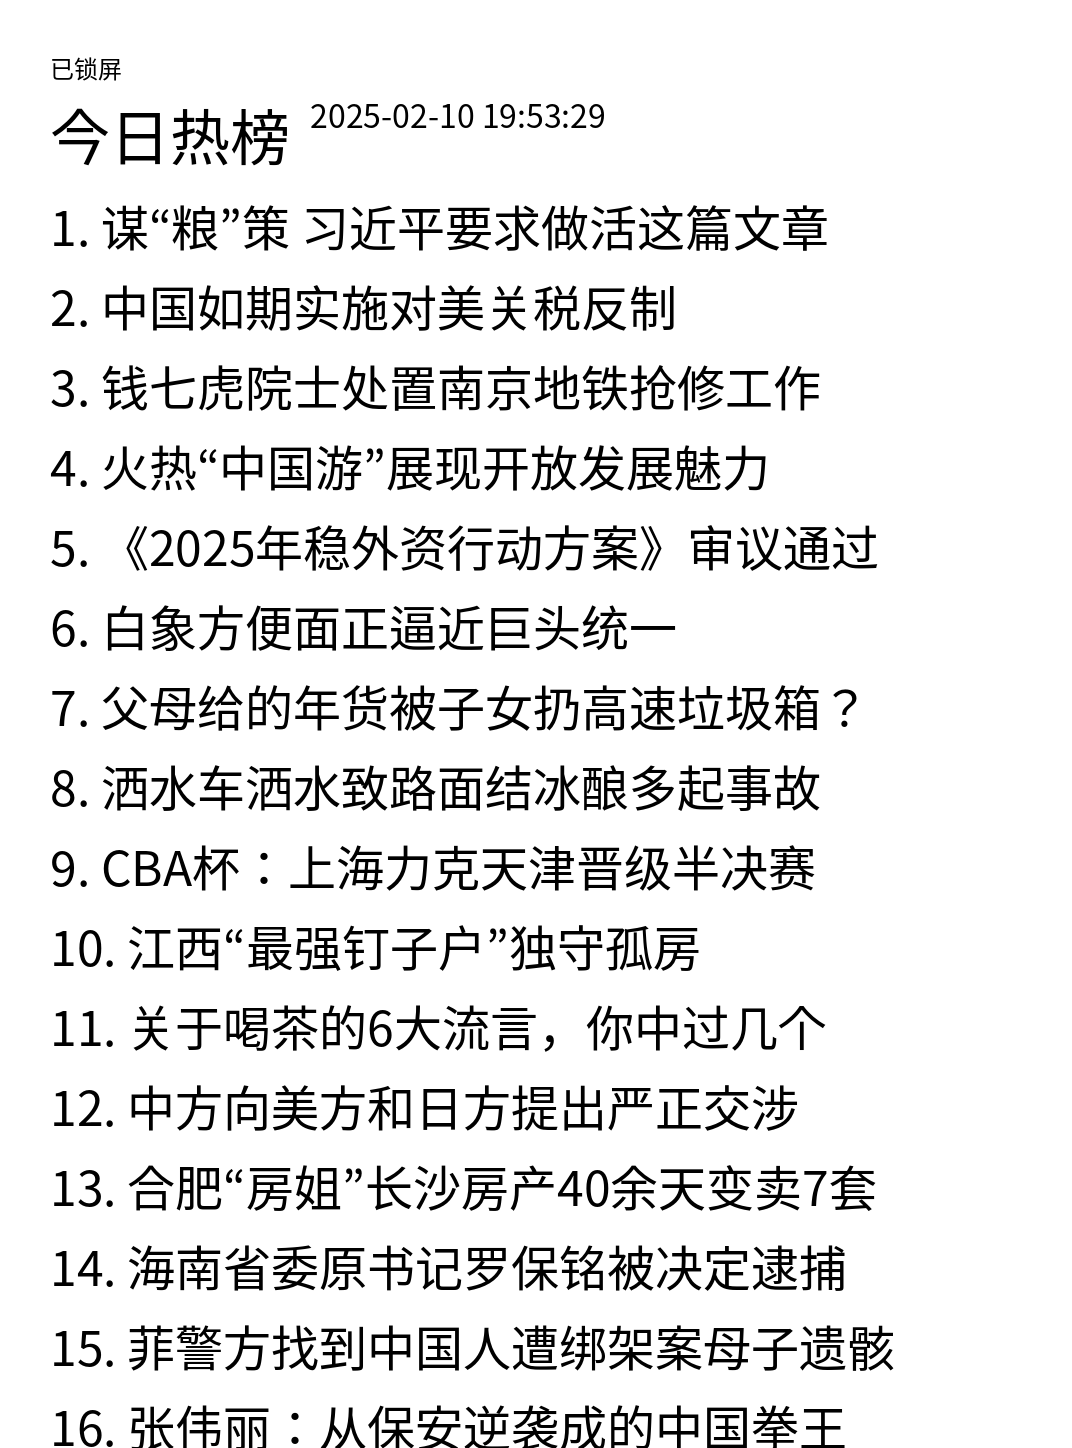 已锁屏
今日热榜 2025-02-10 19:53:29
1. 谋“粮”策 习近平要求做活这篇文章
2. 中国如期实施对美关税反制
3. 钱七虎院士处置南京地铁抢修工作
4. 火热“中国游”展现开放发展魅力
5. 《2025年稳外资行动方案》审议通过
6. 白象方便面正逼近巨头统一
7. 父母给的年货被子女扔高速垃圾箱？
8. 洒水车洒水致路面结冰酿多起事故
9. CBA杯：上海力克天津晋级半决赛
10. 江西“最强钉子户”独守孤房
11. 关于喝茶的6大流言，你中过几个
12. 中方向美方和日方提出严正交涉
13. 合肥“房姐”长沙房产40余天变卖7套
14. 海南省委原书记罗保铭被决定逮捕
15. 菲警方找到中国人遭绑架案母子遗骸
16. 张伟丽：从保安逆袭成的中国拳王